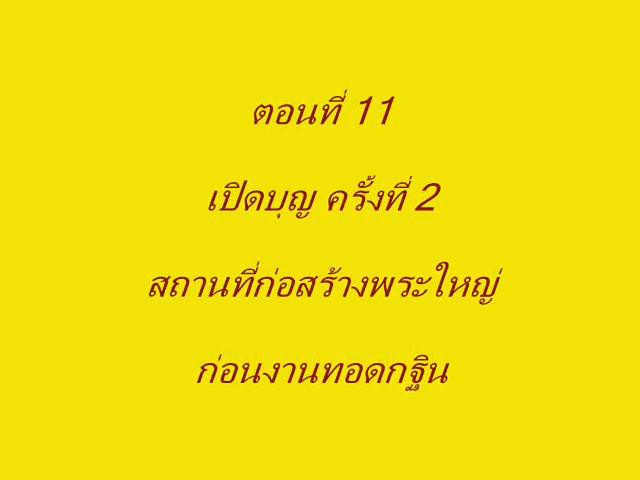 ตอนที่ 11
เปิดบุญ ครั้งที่ 2
สถานที่ก่อสร้างพระใหญ่
ก่อนงานทอดกฐิน